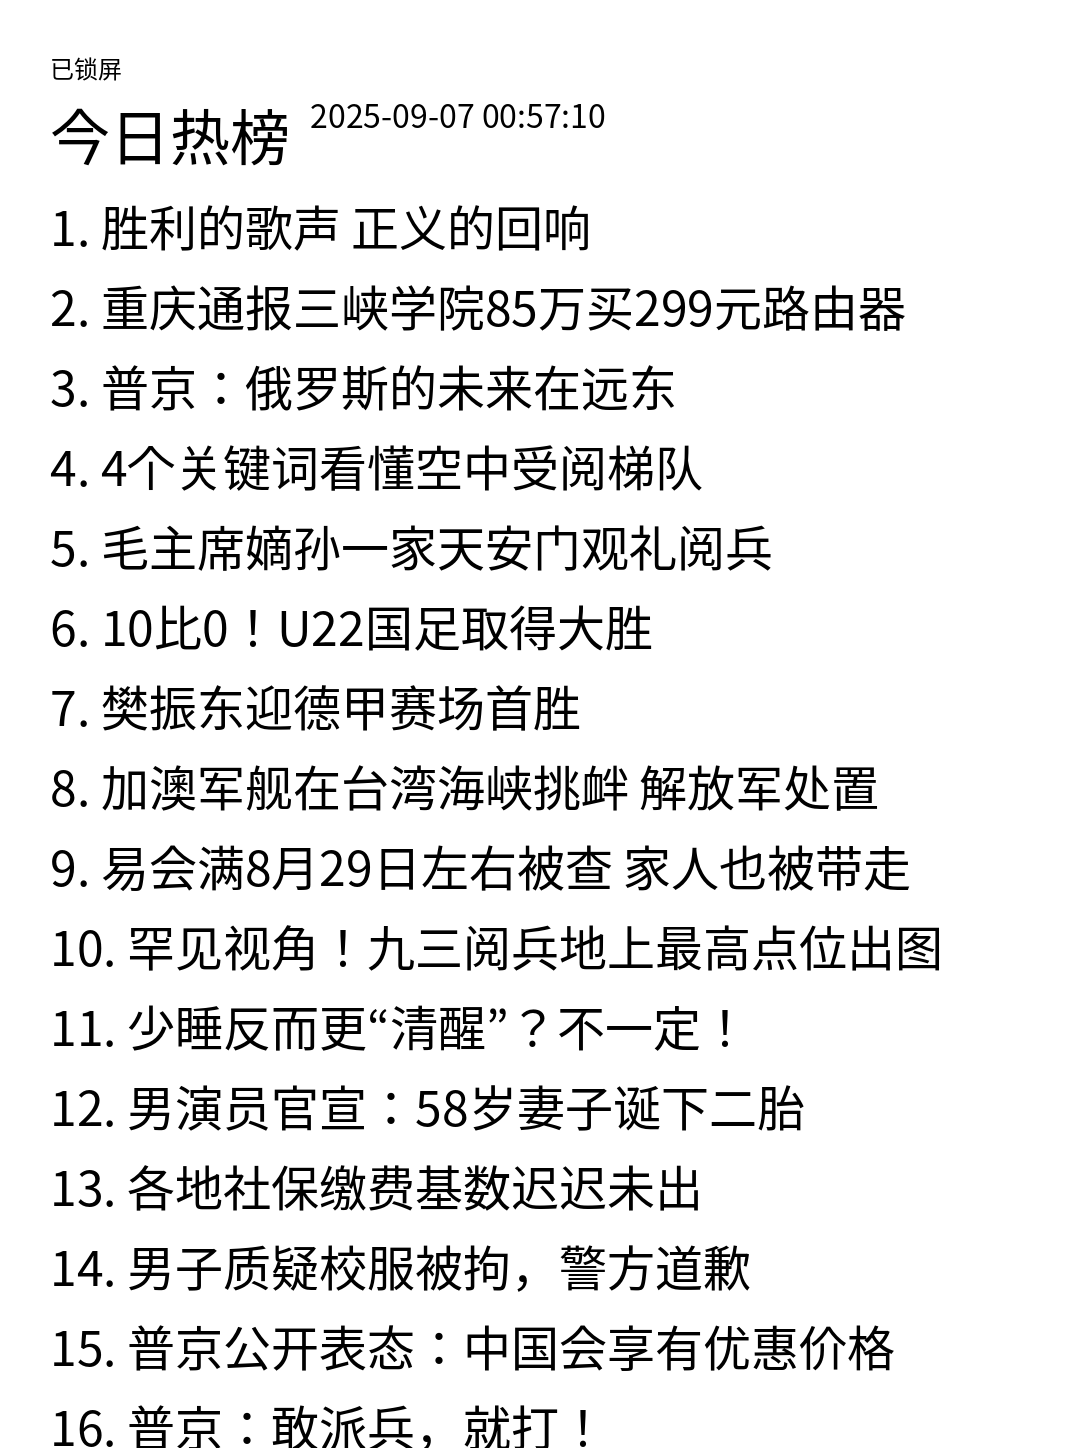 已锁屏
今日热榜 2025-09-07 00:57:10
1. 胜利的歌声 正义的回响
2. 重庆通报三峡学院85万买299元路由器
3. 普京：俄罗斯的未来在远东
4. 4个关键词看懂空中受阅梯队
5. 毛主席嫡孙一家天安门观礼阅兵
6. 10比0！U22国足取得大胜
7. 樊振东迎德甲赛场首胜
8. 加澳军舰在台湾海峡挑衅 解放军处置
9. 易会满8月29日左右被查 家人也被带走
10. 罕见视角！九三阅兵地上最高点位出图
11. 少睡反而更“清醒”？不一定！
12. 男演员官宣：58岁妻子诞下二胎
13. 各地社保缴费基数迟迟未出
14. 男子质疑校服被拘，警方道歉
15. 普京公开表态：中国会享有优惠价格
16. 普京：敢派兵，就打！